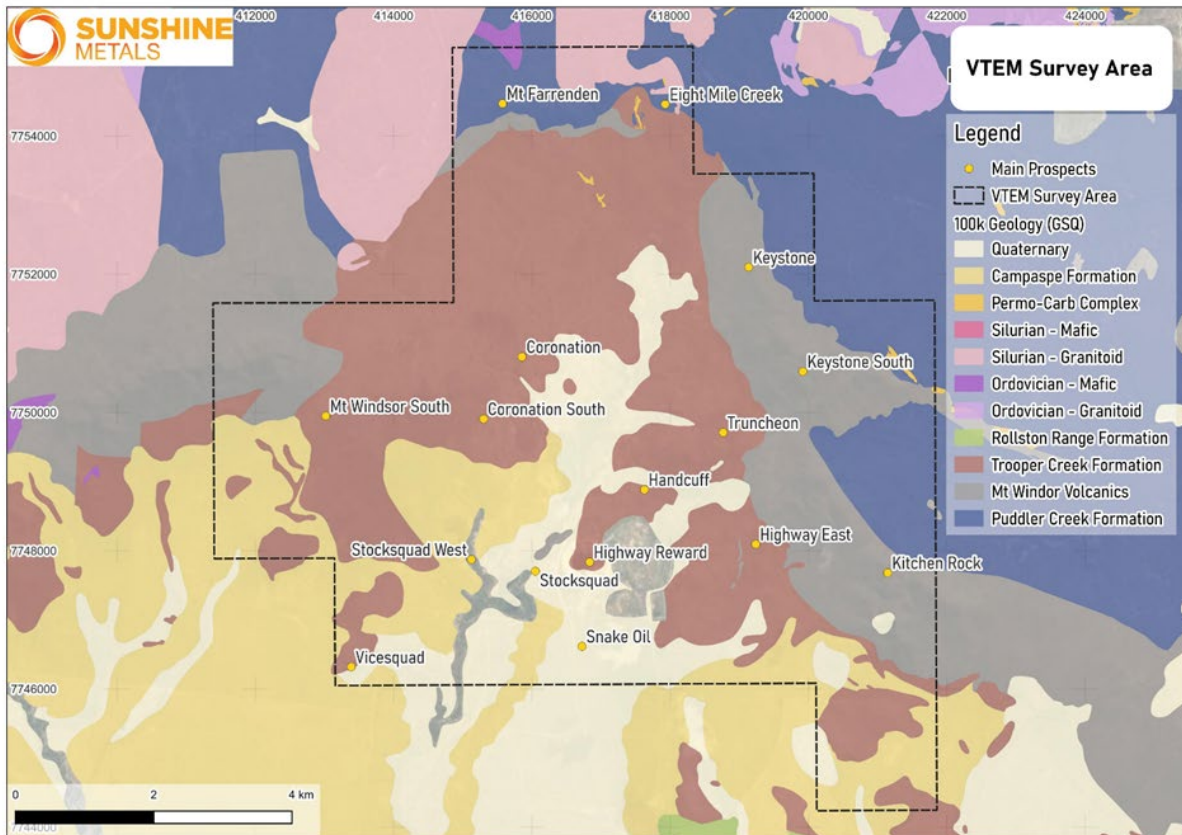 SUNSHINE
METALS
412000
414000
416000
418000
420000
422000
424000
VTEM Survey Area
Mt Farrenden
Eight Mile Creek
7754000
Legend
Main Prospects
VTEM Survey Area
100k Geology (GSQ)
Quaternary
Campaspe Formation
Permo-Carb Complex
Silurian - Mafic
Silurian - Granitoid
Ordovician - Mafic
Ordovician - Granitoid
Rollston Range Formation
Trooper Creek Formation
Mt Windor Volcanics
Puddler Creek Formation
7752000
Keystone
Coronation
Keystone South
7750000
Mt Windsor South
Coronation South
Truncheon
Handcuff
7748000
Stocksquad West
Highway Reward
Highway East
Stocksquad
Kitchen Rock
Snake Oil
Vicesquad
7746000
0
2
4 km
7744000